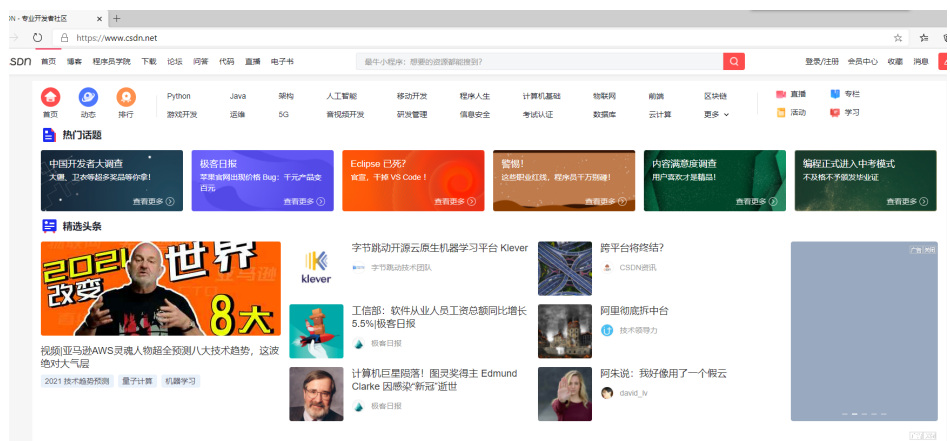 DN - 专业开发者社区
https://www.csdn.net
SDN 首页 博客 程序员学院 下载 论坛 问答 代码 直播 电子书
最牛小程序：想要的资源都能搜到？
登录/注册 会员中心 收藏 消息
首页 动态 排行
Python Java 架构 人工智能 移动开发 程序人生 计算机基础 物联网 前端 区块链
游戏开发 运维 5G 音视频开发 研发管理 信息安全 考试认证 数据库 云计算 更多
直播 专栏
活动 学习
热门话题
中国开发者大调查
大疆、卫衣等超多奖品等你拿！
查看更多
极客日报
苹果官网出现价格 Bug：千元产品变
百元
查看更多
Eclipse 已死？
官宣，干掉 VS Code！
查看更多
警惕！
这些职业红线，程序员千万别碰！
查看更多
内容满意度调查
用户喜欢才是精品！
查看更多
编程正式进入中考模式
不及格不予颁发毕业证
查看更多
精选头条
2021世界
改变
8大
亚马逊
视频|亚马逊AWS灵魂人物超全预测八大技术趋势，这波
绝对大气层
2021 技术趋势预测 量子计算 机器学习
klever
字节跳动开源云原生机器学习平台 Klever
字节跳动技术团队
工信部：软件从业人员工资总额同比增长
5.5%|极客日报
极客日报
计算机巨星陨落！图灵奖得主 Edmund
Clarke 因感染“新冠”逝世
极客日报
跨平台将终结？
CSDN资讯
阿里彻底拆中台
技术领导力
阿朱说：我好像用了一个假云
david_lv
广告 关闭